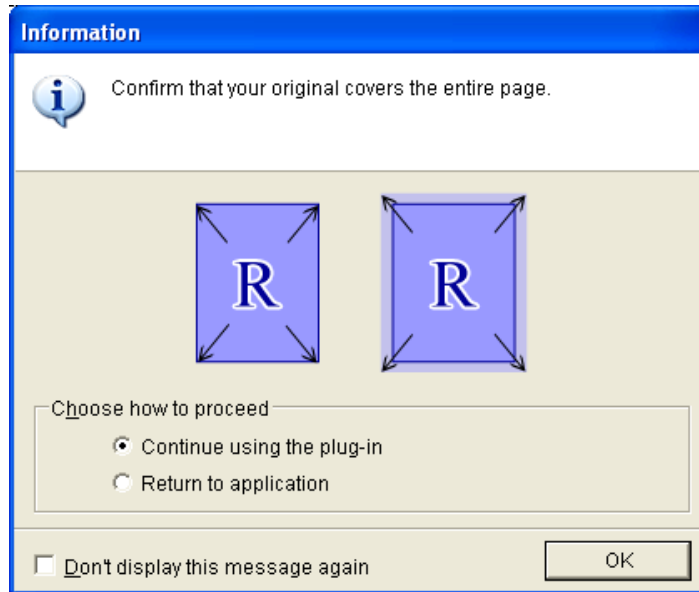 Information
Confirm that your original covers the entire page.
R R
Choose how to proceed
Continue using the plug-in
Return to application
Don't display this message again
OK